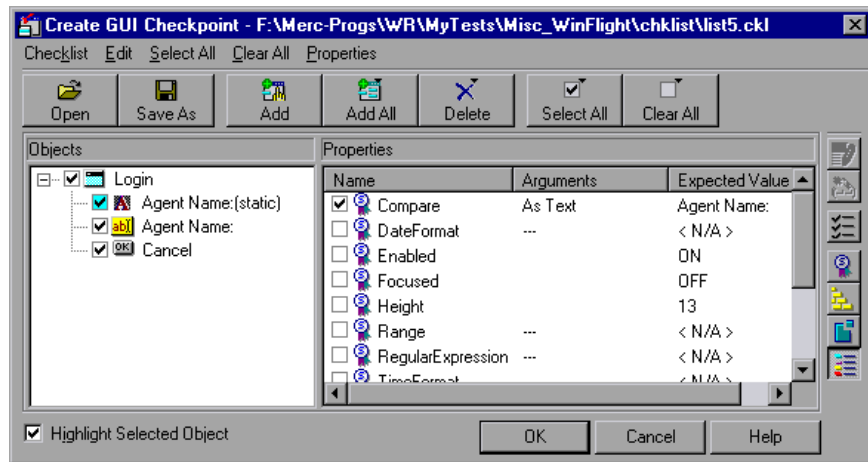 Create GUI Checkpoint - F:\Merc-Progs\WR\MyTests\Misc_WinFlight\chklist\list5.ckl
Checklist Edit Select All Clear All Properties
Open Save As Add Add All Delete Select All Clear All
Objects Properties
Login
Agent Name:(static)
Agent Name:
Cancel
Name Arguments Expected Value
Compare As Text Agent Name:
DateFormat --- < N/A >
Enabled ON
Focused OFF
Height 13
Range --- < N/A >
RegularExpression --- < N/A >
TimeFormat < N/A >
Highlight Selected Object
OK Cancel Help